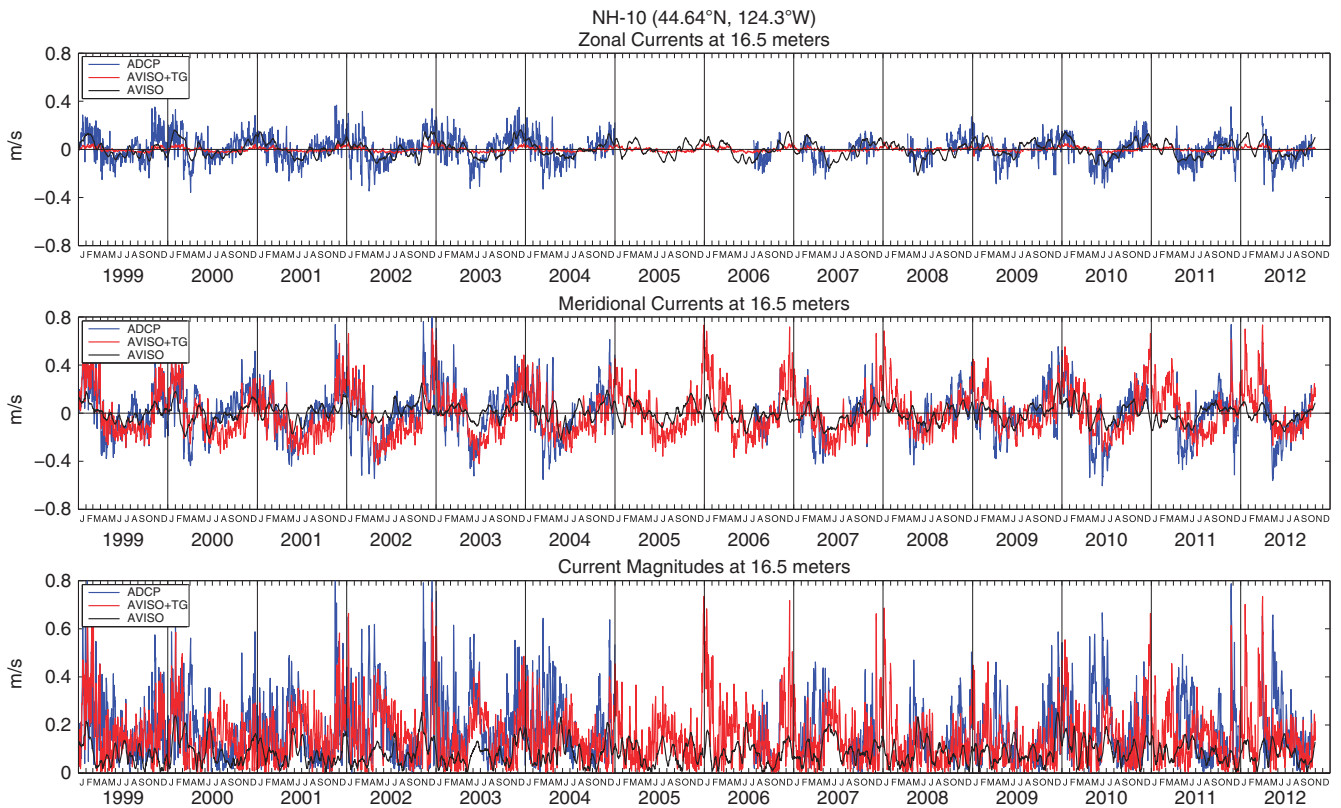 NH-10 (44.64°N, 124.3°W)
Zonal Currents at 16.5 meters
0.8
0.4
0
−0.4
−0.8
m/s
ADCP
AVISO+TG
AVISO
J FMAMJ J ASOND J FMAMJ J ASOND J FMAMJ J ASOND J FMAMJ J ASOND J FMAMJ J ASOND J FMAMJ J ASOND J FMAMJ J ASOND J FMAMJ J ASOND J FMAMJ J ASOND J FMAMJ J ASOND J FMAMJ J ASOND J FMAMJ J ASOND J FMAMJ J ASOND J FMAMJ J ASOND
1999 2000 2001 2002 2003 2004 2005 2006 2007 2008 2009 2010 2011 2012
Meridional Currents at 16.5 meters
0.8
0.4
0
−0.4
−0.8
m/s
ADCP
AVISO+TG
AVISO
J FMAMJ J ASOND J FMAMJ J ASOND J FMAMJ J ASOND J FMAMJ J ASOND J FMAMJ J ASOND J FMAMJ J ASOND J FMAMJ J ASOND J FMAMJ J ASOND J FMAMJ J ASOND J FMAMJ J ASOND J FMAMJ J ASOND J FMAMJ J ASOND J FMAMJ J ASOND J FMAMJ J ASOND
1999 2000 2001 2002 2003 2004 2005 2006 2007 2008 2009 2010 2011 2012
Current Magnitudes at 16.5 meters
0.8
0.6
0.4
0.2
0
m/s
ADCP
AVISO+TG
AVISO
J FMAMJ J ASOND J FMAMJ J ASOND J FMAMJ J ASOND J FMAMJ J ASOND J FMAMJ J ASOND J FMAMJ J ASOND J FMAMJ J ASOND J FMAMJ J ASOND J FMAMJ J ASOND J FMAMJ J ASOND J FMAMJ J ASOND J FMAMJ J ASOND J FMAMJ J ASOND J FMAMJ J ASOND
1999 2000 2001 2002 2003 2004 2005 2006 2007 2008 2009 2010 2011 2012